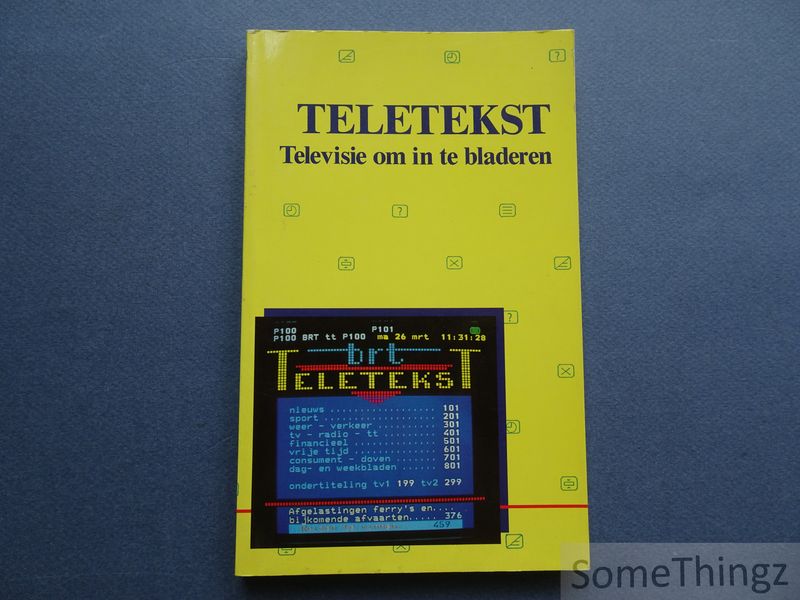 TELETEKST
Televisie om in te bladeren
P100 P101
P100 BRT tt P100 ma 26 mrt 11:31:28
brt
TELETEKST
nieuws .................. 101
sport ................... 201
weer - verkeer .......... 301
tv - radio - tt ......... 401
financieel .............. 501
vrije tijd .............. 601
consument - doven ....... 701
dag- en weekbladen ...... 801
ondertiteling tv1 199 tv2 299
Afgelastingen ferry's en....
bijkomende afvaarten..... 376
459
SomeThingz